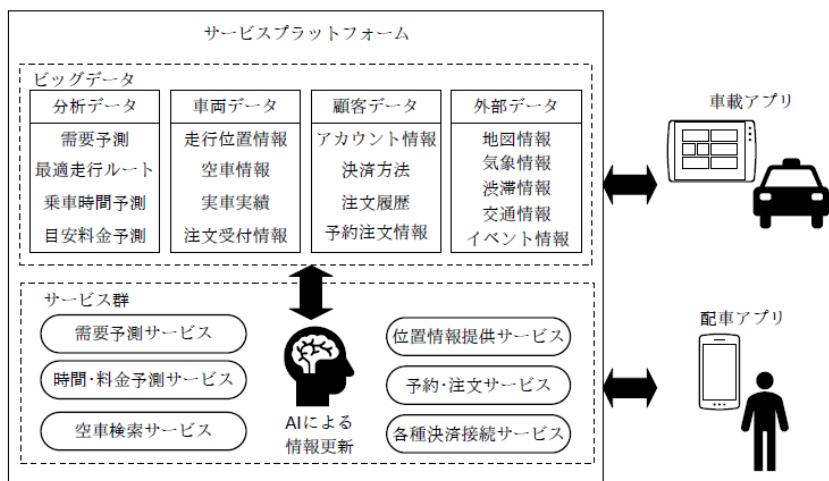 サービスプラットフォーム
ビッグデータ
分析データ
需要予測
最適走行ルート
乗車時間予測
目安料金予測
車両データ
走行位置情報
空車情報
実車実績
注文受付情報
顧客データ
アカウント情報
決済方法
注文履歴
予約注文情報
外部データ
地図情報
気象情報
渋滞情報
交通情報
イベント情報
サービス群
需要予測サービス
時間・料金予測サービス
空車検索サービス
AIによる
情報更新
位置情報提供サービス
予約・注文サービス
各種決済接続サービス
車載アプリ
配車アプリ